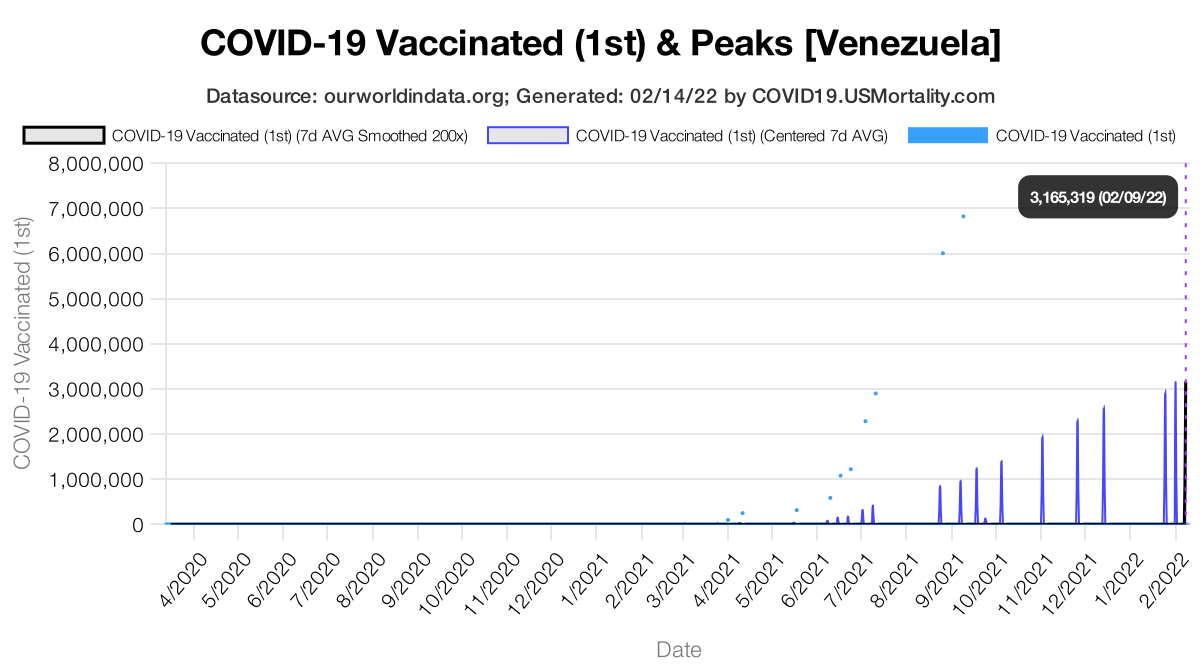 COVID-19 Vaccinated (1st) & Peaks [Venezuela]
Datasource: ourworldindata.org; Generated: 02/14/22 by COVID19.USMortality.com
COVID-19 Vaccinated (1st) (7d AVG Smoothed 200x) COVID-19 Vaccinated (1st) (Centered 7d AVG) COVID-19 Vaccinated (1st)
COVID-19 Vaccinated (1st)
8,000,000
7,000,000
6,000,000
5,000,000
4,000,000
3,000,000
2,000,000
1,000,000
0
3,165,319 (02/09/22)
4/2020 5/2020 6/2020 7/2020 8/2020 9/2020 10/2020 11/2020 12/2020 1/2021 2/2021 3/2021 4/2021 5/2021 6/2021 7/2021 8/2021 9/2021 10/2021 11/2021 12/2021 1/2022 2/2022
Date